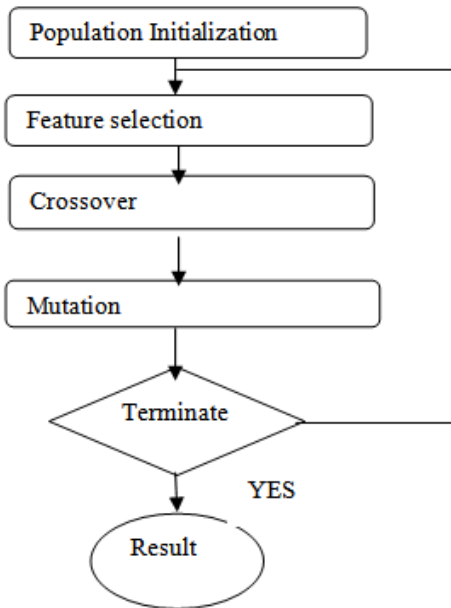 Population Initialization
Feature selection
Crossover
Mutation
Terminate
YES
Result